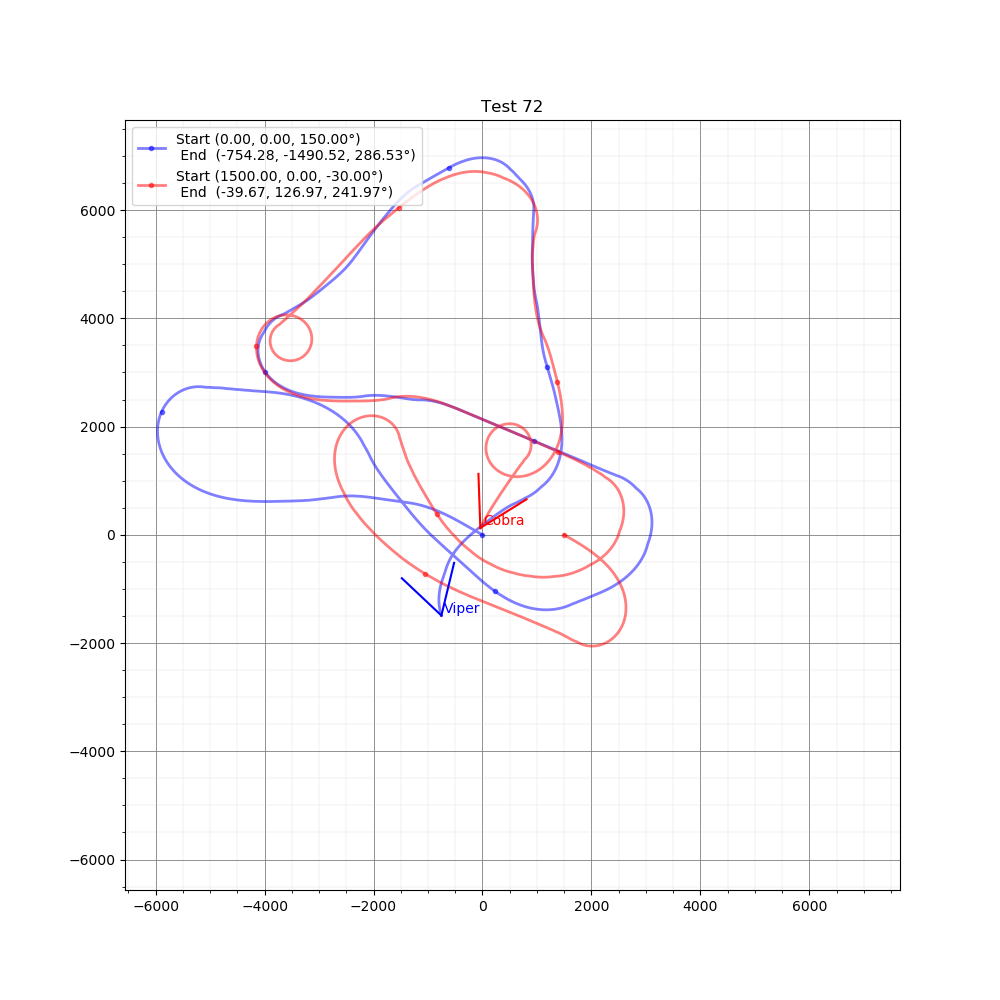 Test 72
Start (0.00, 0.00, 150.00°)
End (-754.28, -1490.52, 286.53°)
Start (1500.00, 0.00, -30.00°)
End (-39.67, 126.97, 241.97°)
6000
4000
2000
0
−2000
−4000
−6000
Cobra
Viper
−6000 −4000 −2000 0 2000 4000 6000